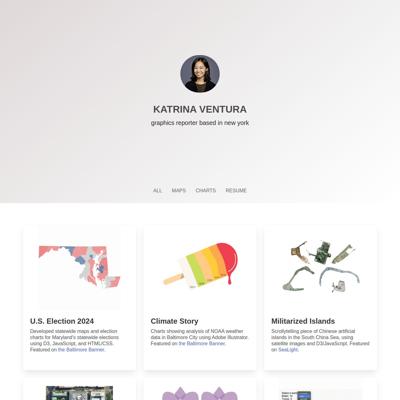 KATRINA VENTURA
graphics reporter based in new york
ALL MAPS CHARTS RESUME
U.S. Election 2024
Developed statewide maps and election
charts for Maryland's statewide elections
using D3, JavaScript, and HTML/CSS.
Featured on the Baltimore Banner.
Climate Story
Charts showing analysis of NOAA weather
data in Baltimore City using Adobe Illustrator.
Featured on the Baltimore Banner.
Militarized Islands
Scrollytelling piece of Chinese artificial
islands in the South China Sea, using
satellite images and D3/JavaScript. Featured
on SeaLight.